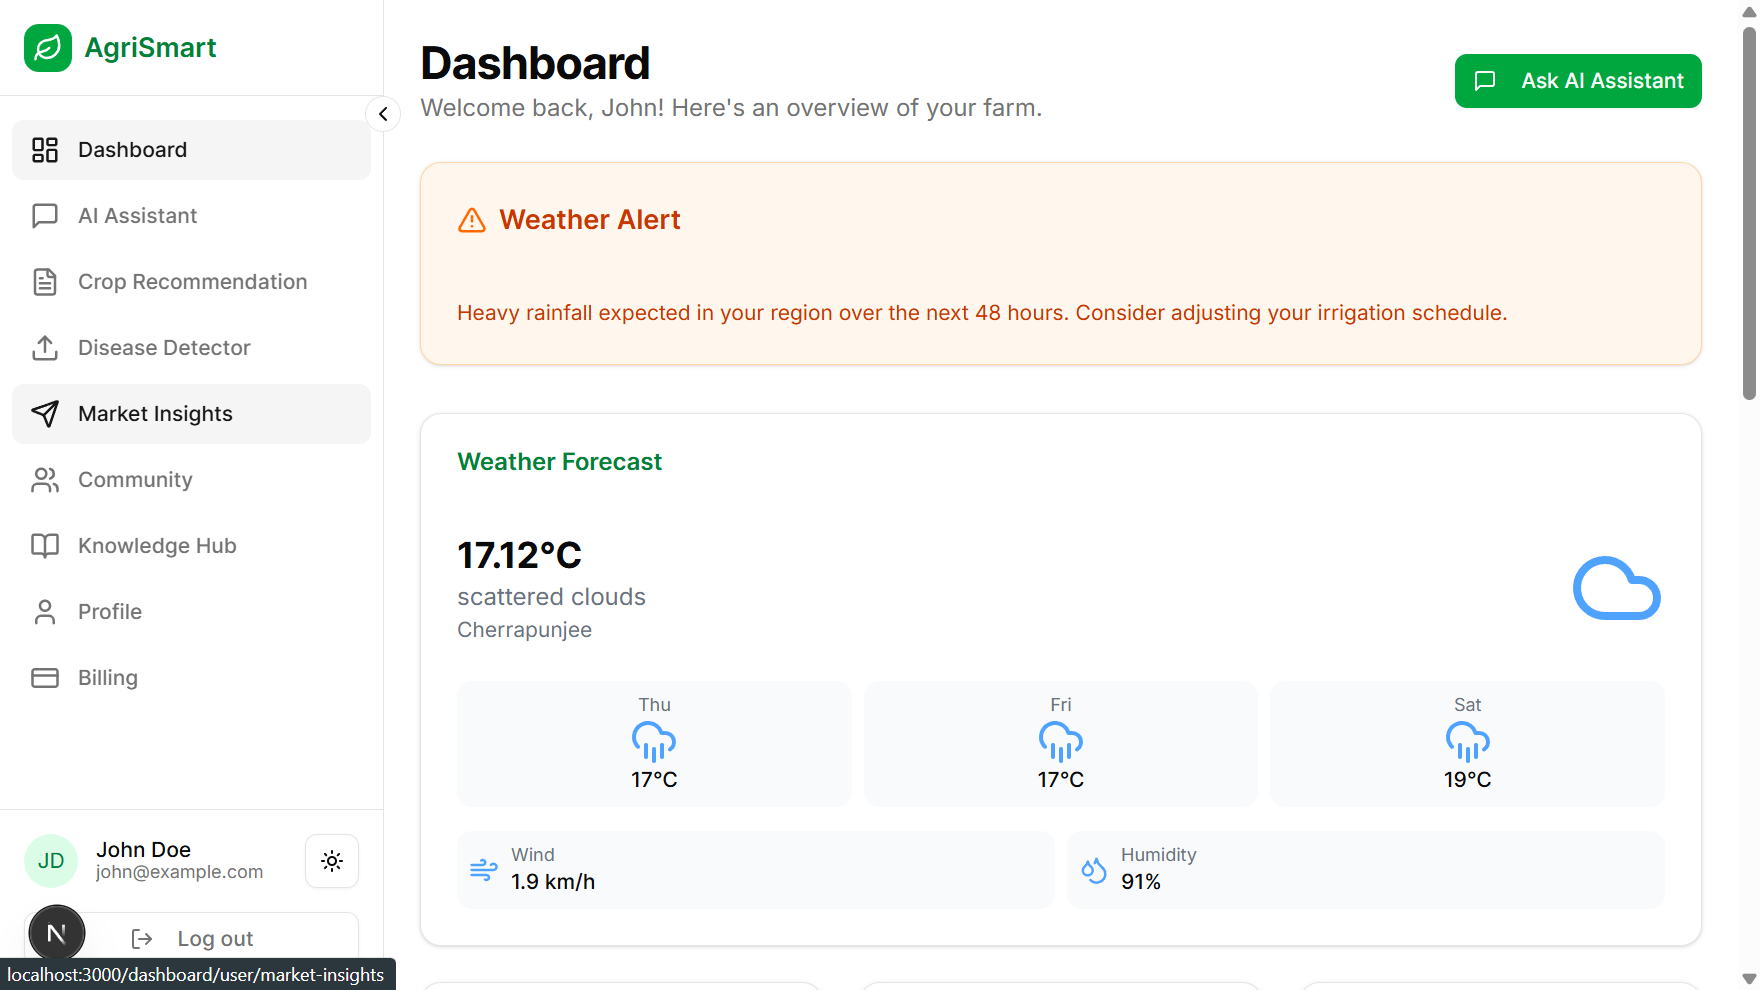 AgriSmart
Dashboard
AI Assistant
Crop Recommendation
Disease Detector
Market Insights
Community
Knowledge Hub
Profile
Billing
JD
John Doe
john@example.com
N
Log out
localhost:3000/dashboard/user/market-insights
Dashboard
Welcome back, John! Here's an overview of your farm.
Ask AI Assistant
Weather Alert
Heavy rainfall expected in your region over the next 48 hours. Consider adjusting your irrigation schedule.
Weather Forecast
17.12°C
scattered clouds
Cherrapunjee
Thu
17°C
Fri
17°C
Sat
19°C
Wind
1.9 km/h
Humidity
91%